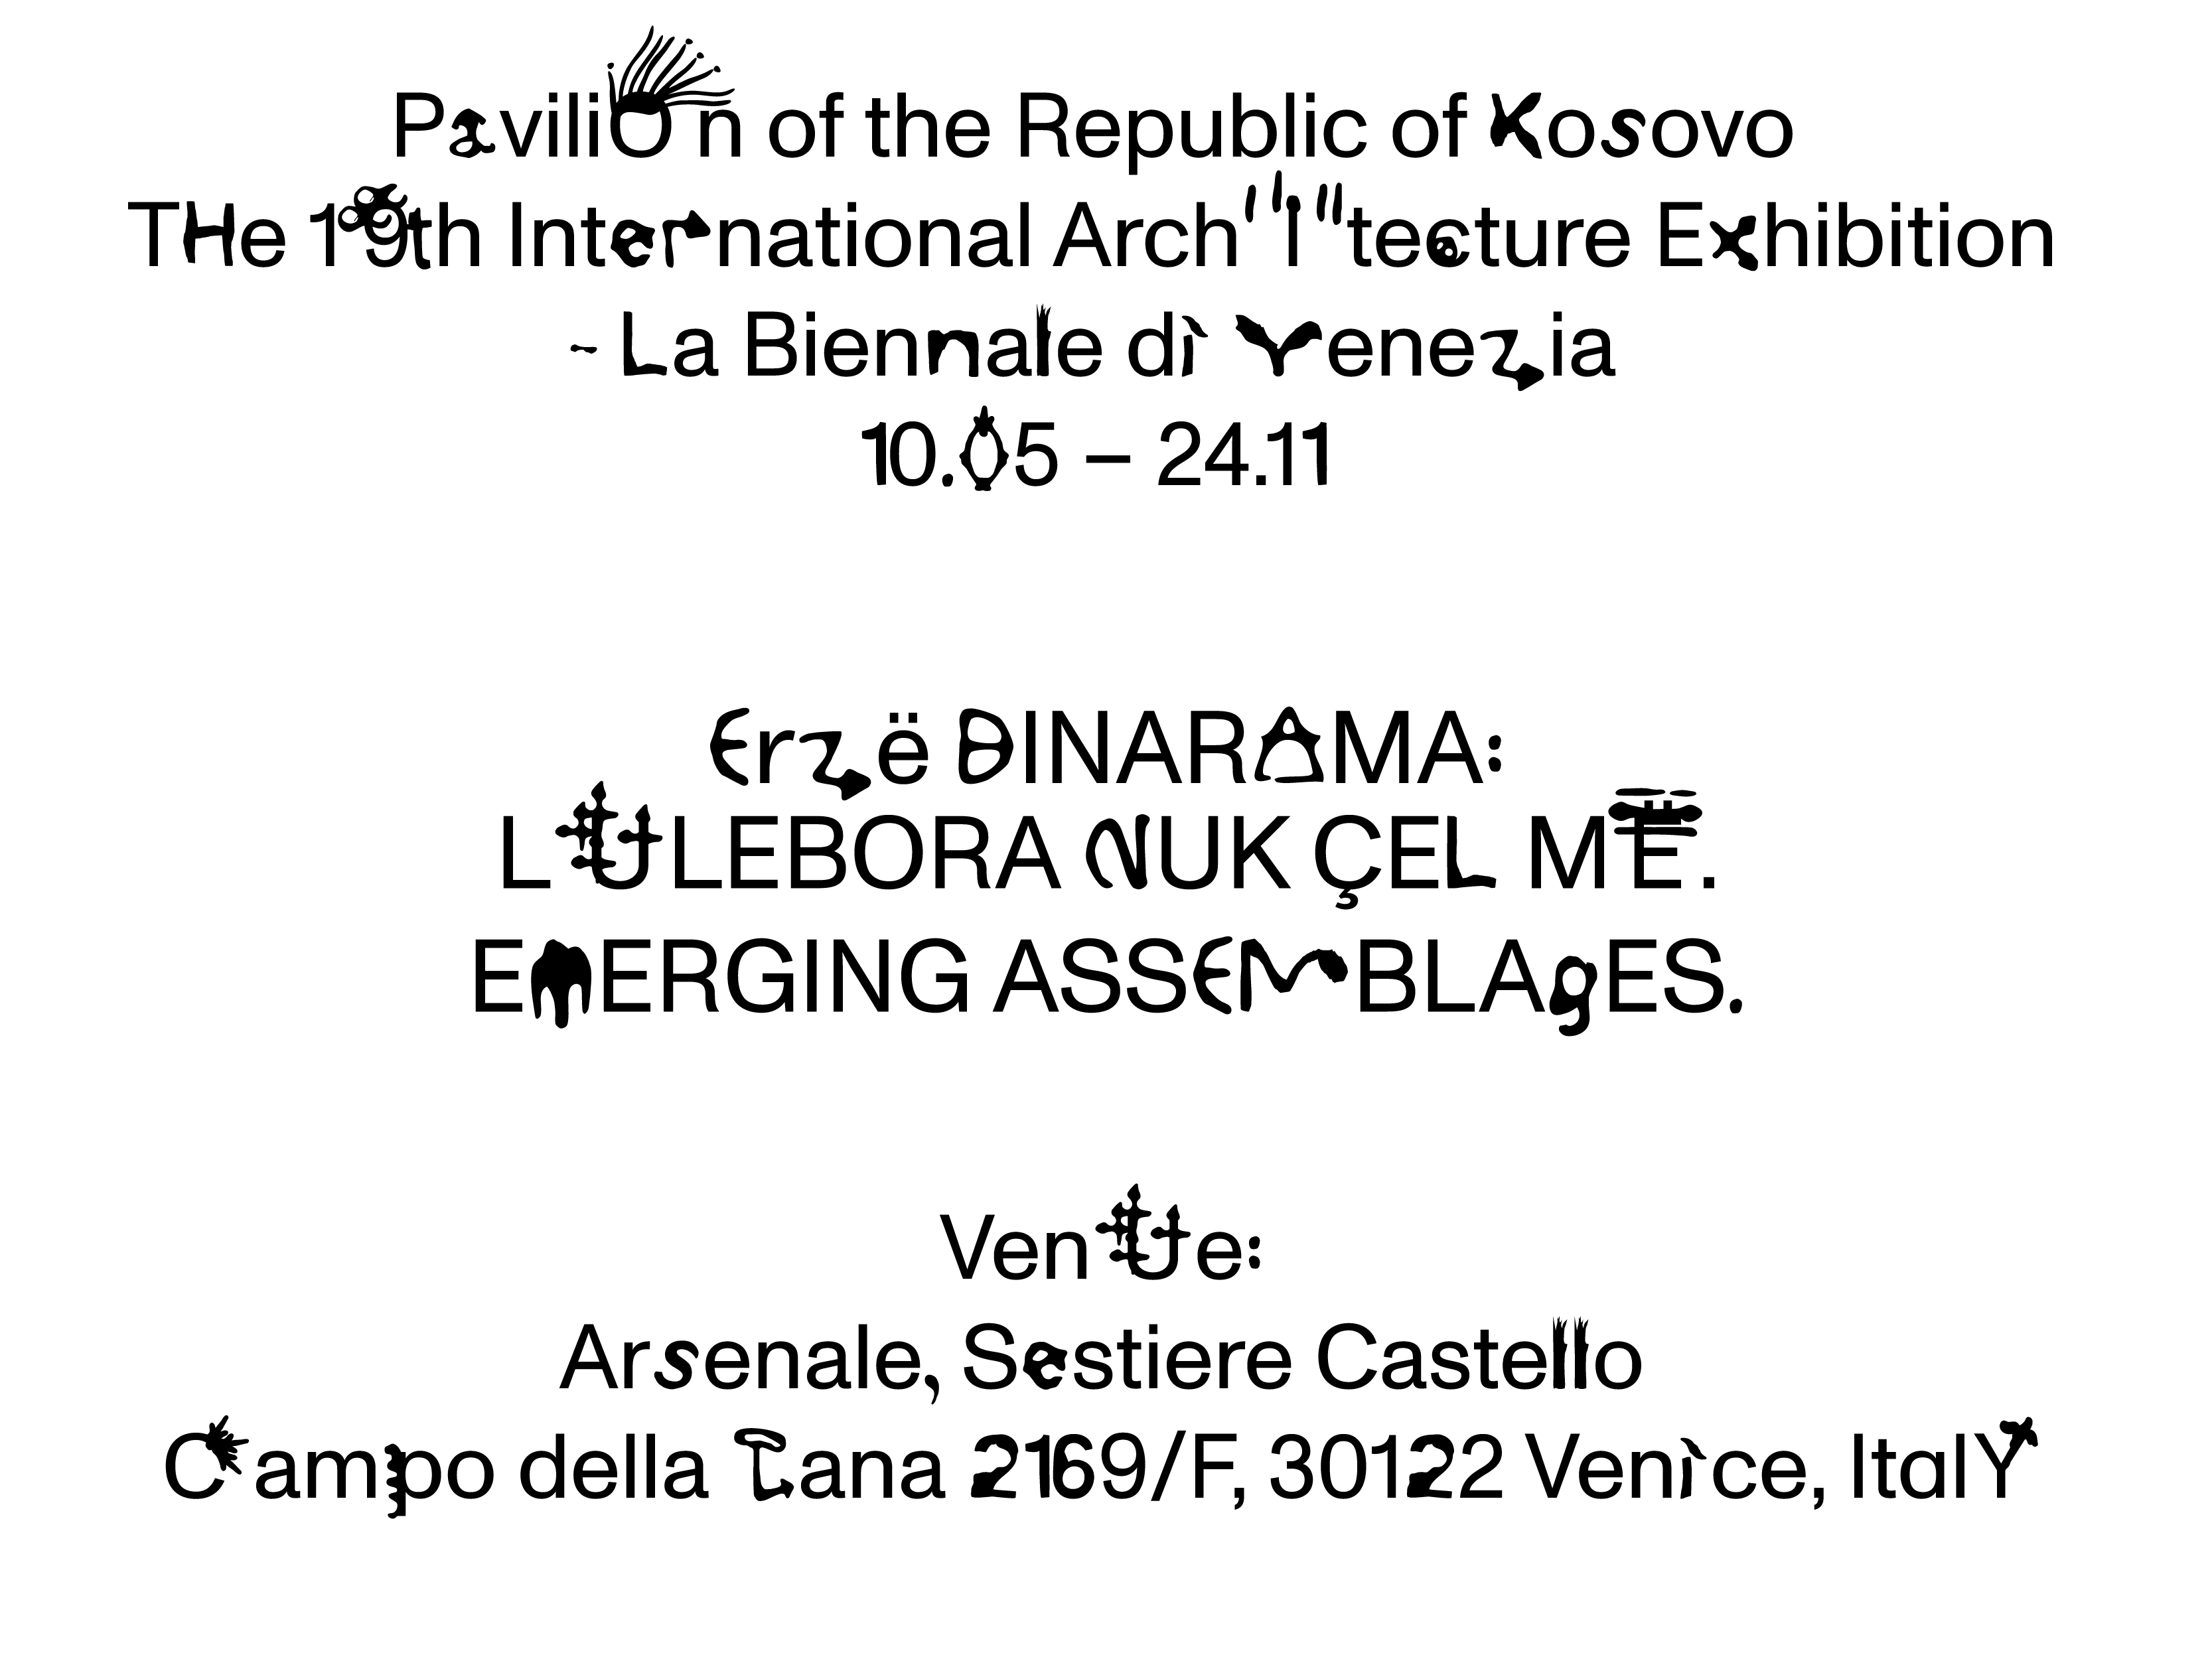 Pavilion of the Republic of Kosovo
THe 19th International Architecture Exhibition
- La Biennale di Venezia
10.05 – 24.11
Erzë DINARAMA:
LULEBORA NUK ÇEL MË.
EMERGING ASSEMBLAgES.
Venue:
Arsenale, Sestiere Castello
Campo della Tana 2169/F, 30122 Venice, ItalY